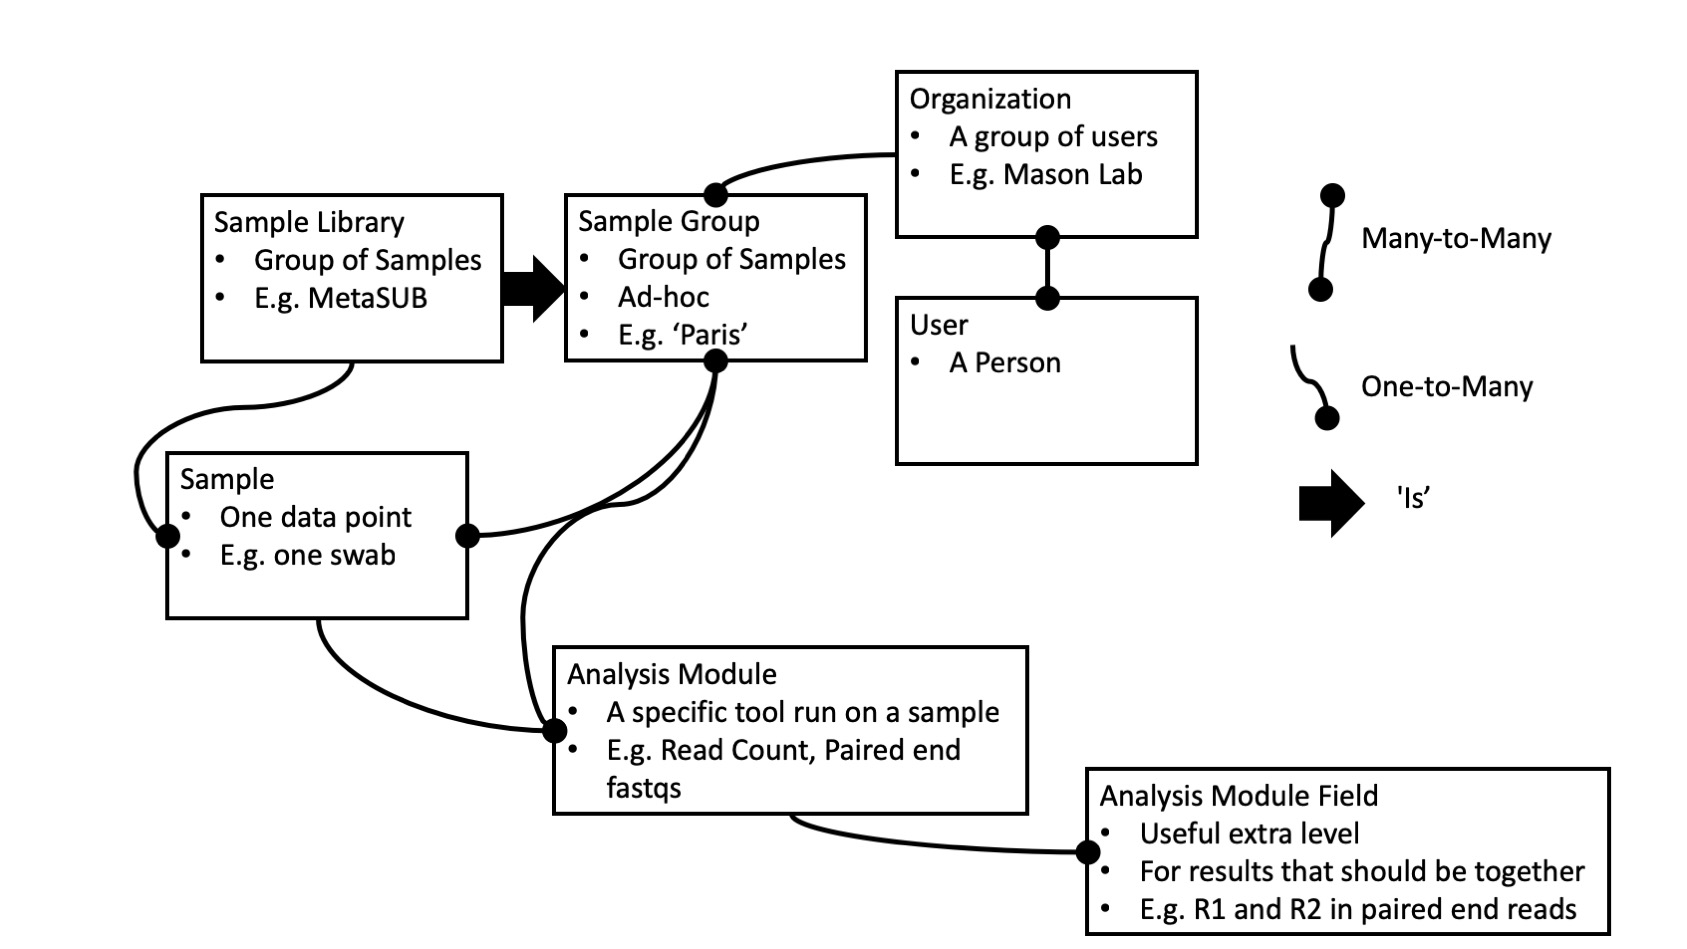 Organization
• A group of users
• E.g. Mason Lab
Sample Library
• Group of Samples
• E.g. MetaSUB
Sample Group
• Group of Samples
• Ad-hoc
• E.g. ‘Paris’
Many-to-Many
User
• A Person
One-to-Many
Sample
• One data point
• E.g. one swab
'Is’
Analysis Module
• A specific tool run on a sample
• E.g. Read Count, Paired end
fastqs
Analysis Module Field
• Useful extra level
• For results that should be together
• E.g. R1 and R2 in paired end reads